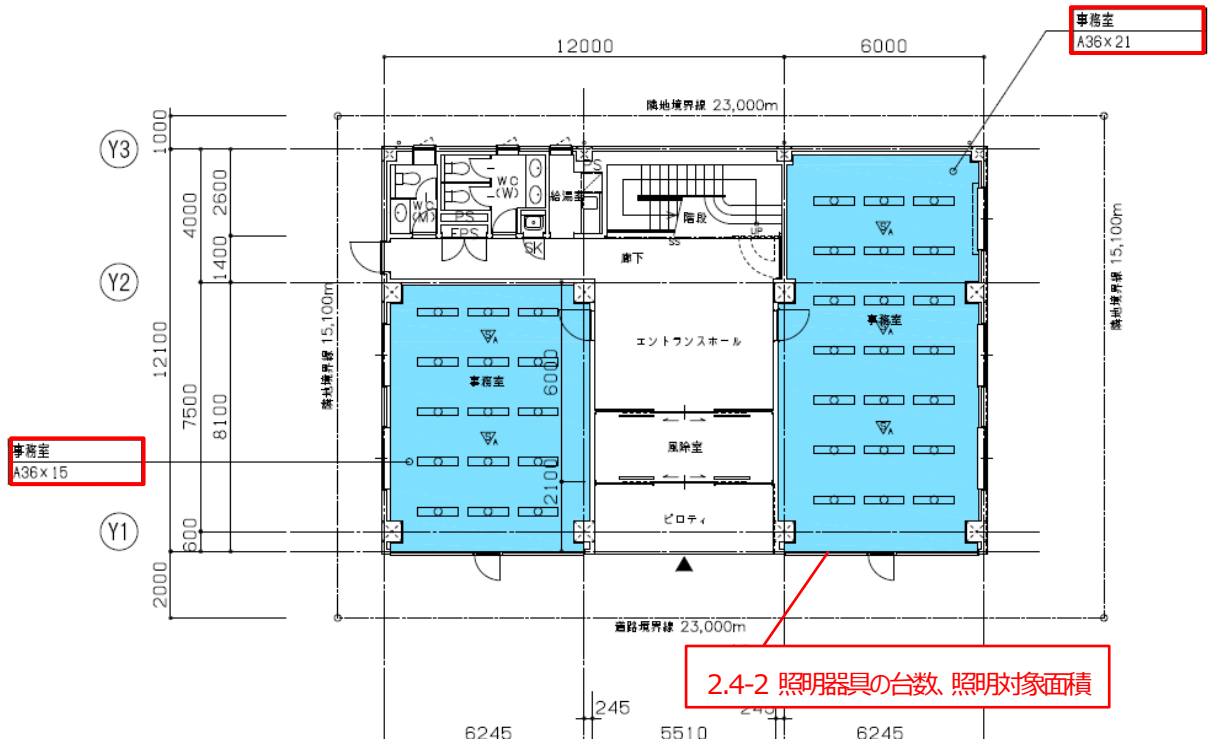 事務室
A36×21
12000
6000
隣地境界線 23,000m
1000
Y3
4000
2600
1400
WC
(M)
WC
(W)
PS
EPS
SK
給湯室
PS
階段
UP
SS
廊下
Y2
隣地境界線 15,100m
隣地境界線 15,100m
12100
7500
8100
S
A
S
A
事務室
6000
2100
エントランスホール
風除室
ピロティ
S
A
S
A
事務室
S
A
事務室
A36×15
Y1
600
2000
道路境界線 23,000m
2.4-2 照明器具の台数、照明対象面積
245
245
6245
5510
6245